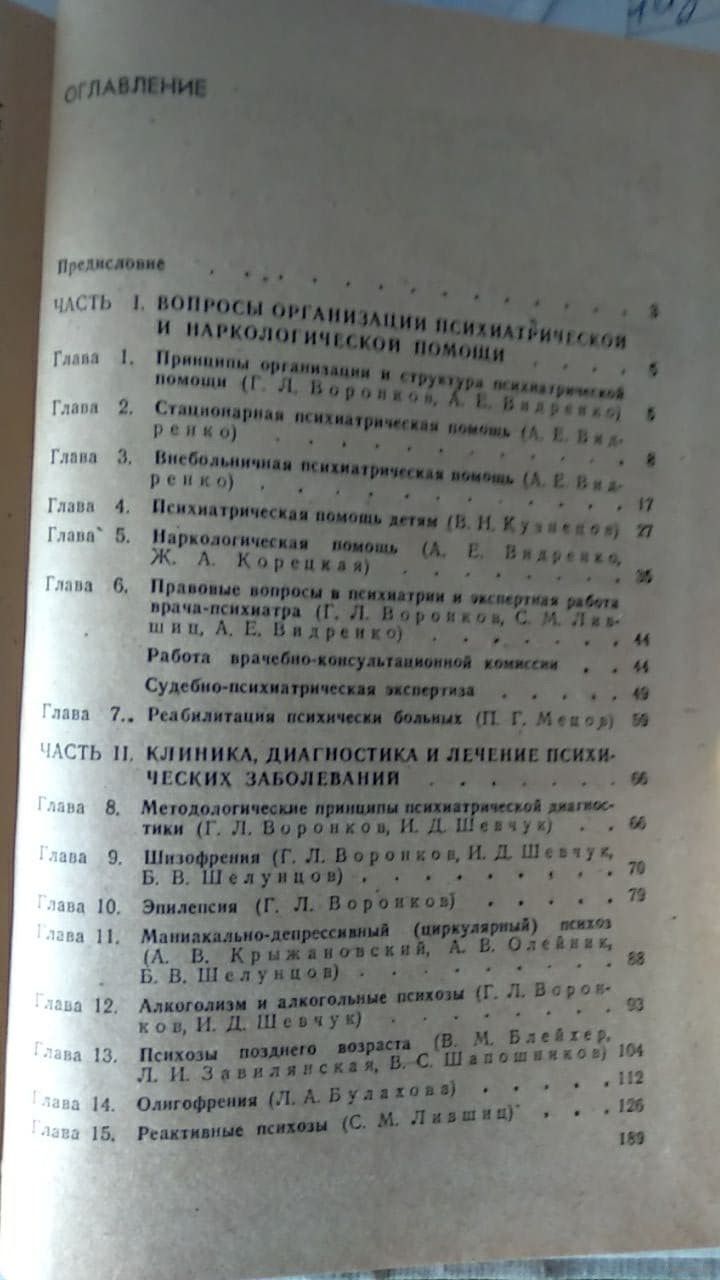 ОГЛАВЛЕНИЕ
Предисловие . . . . . . . . . . . . 3
ЧАСТЬ I. ВОПРОСЫ ОРГАНИЗАЦИИ ПСИХИАТРИЧЕСКОЙ
И НАРКОЛОГИЧЕСКОЙ ПОМОЩИ . . . . 5
Глава 1. Принципы организации и структура психиатрической
помощи (Г. Л. Воронков, А. Е. Видренко) 5
Глава 2. Стационарная психиатрическая помощь (А. Е. Вид-
ренко) . . . . . . . . . . 8
Глава 3. Внебольничная психиатрическая помощь (А. Е. Вид-
ренко) . . . . . . . . . . 17
Глава 4. Психиатрическая помощь детям (В. Н. Кузнецов) 27
Глава 5. Наркологическая помощь (А. Е. Видренко,
Ж. А. Корецкая) . . . . . . . 35
Глава 6. Правовые вопросы в психиатрии и экспертная работа
врача-психиатра (Г. Л. Воронков, С. М. Лив-
шиц, А. Е. Видренко) . . . . . . 44
Работа врачебно-консультационной комиссии . . 44
Судебно-психиатрическая экспертиза . . . . . 49
Глава 7. Реабилитация психически больных (П. Г. Мецов) 59
ЧАСТЬ II. КЛИНИКА, ДИАГНОСТИКА И ЛЕЧЕНИЕ ПСИХИ-
ЧЕСКИХ ЗАБОЛЕВАНИЙ . . . . . . . 66
Глава 8. Методологические принципы психиатрической диагнос-
тики (Г. Л. Воронков, И. Д. Шевчук) . . 66
Глава 9. Шизофрения (Г. Л. Воронков, И. Д. Шевчук,
Б. В. Шелунцов) . . . . . . . . . 70
Глава 10. Эпилепсия (Г. Л. Воронков) . . . . . 79
Глава 11. Маниакально-депрессивный (циркулярный) психоз
(А. В. Крыжановский, А. В. Олейник,
Б. В. Шелунцов) . . . . . . . . 88
Глава 12. Алкоголизм и алкогольные психозы (Г. Л. Ворон-
ков, И. Д. Шевчук) . . . . . . . 93
Глава 13. Психозы позднего возраста (В. М. Блейхер,
Л. И. Завилянская, В. С. Шапошников) 104
Глава 14. Олигофрения (Л. А. Булахова) . . . . . 112
Глава 15. Реактивные психозы (С. М. Лившиц) . . . 126
189